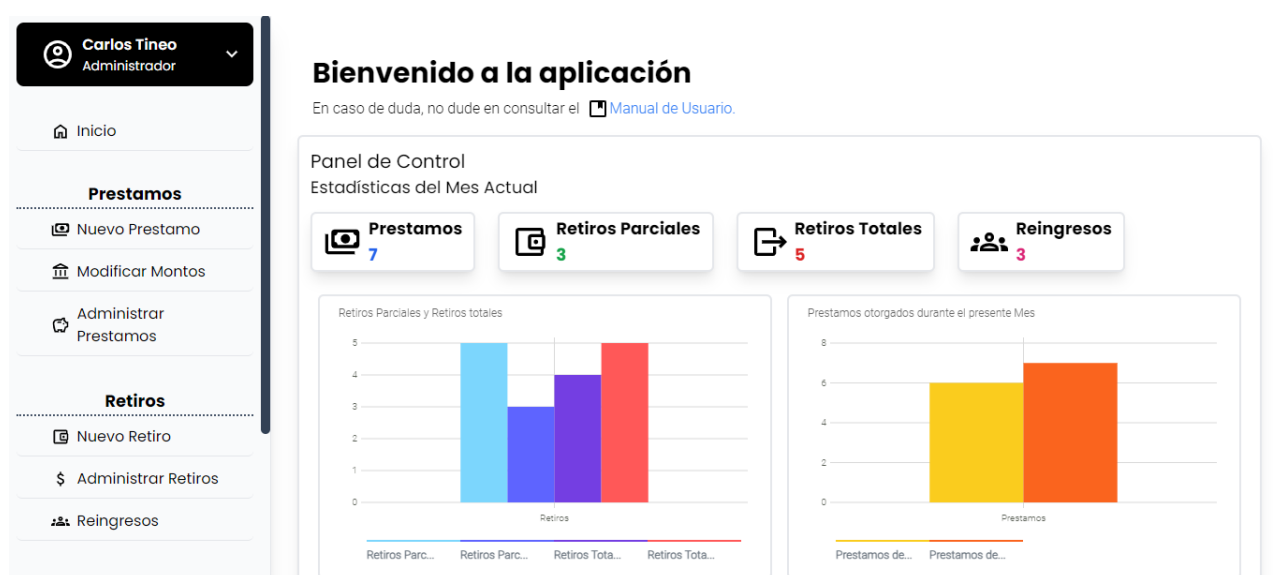 Carlos Tineo
Administrador
Inicio
Prestamos
Nuevo Prestamo
Modificar Montos
Administrar
Prestamos
Retiros
Nuevo Retiro
Administrar Retiros
Reingresos
Bienvenido a la aplicación
En caso de duda, no dude en consultar el Manual de Usuario.
Panel de Control
Estadísticas del Mes Actual
Prestamos
7
Retiros Parciales
3
Retiros Totales
5
Reingresos
3
Retiros Parciales y Retiros totales
5
4
3
2
1
0
Retiros
Retiros Parc... Retiros Parc... Retiros Tota... Retiros Tota...
Prestamos otorgados durante el presente Mes
8
6
4
2
0
Prestamos
Prestamos de... Prestamos de...